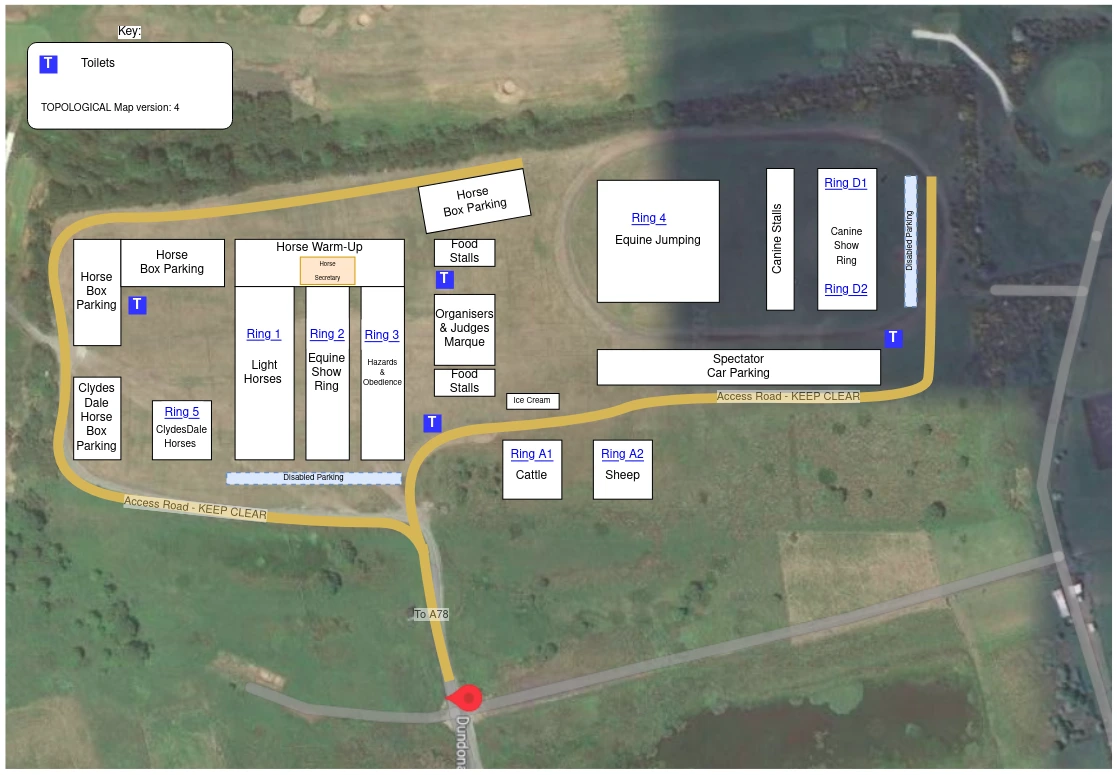 Key:
T
Toilets
TOPOLOGICAL Map version: 4
Horse
Box Parking
Horse
Box
Parking
Horse
Box Parking
T
Horse Warm-Up
Horse
Secretary
Ring 1
Light
Horses
Ring 2
Equine
Show
Ring
Ring 3
Hazards
&
Obedience
Food
Stalls
T
Organisers
& Judges
Marque
Food
Stalls
Ice Cream
T
Ring 4
Equine Jumping
Canine Stalls
Ring D1
Canine
Show
Ring
Ring D2
Disabled Parking
T
Spectator
Car Parking
Access Road - KEEP CLEAR
Clydes
Dale
Horse
Box
Parking
Ring 5
ClydesDale
Horses
Disabled Parking
Ring A1
Cattle
Ring A2
Sheep
Access Road - KEEP CLEAR
To A78
Dundona